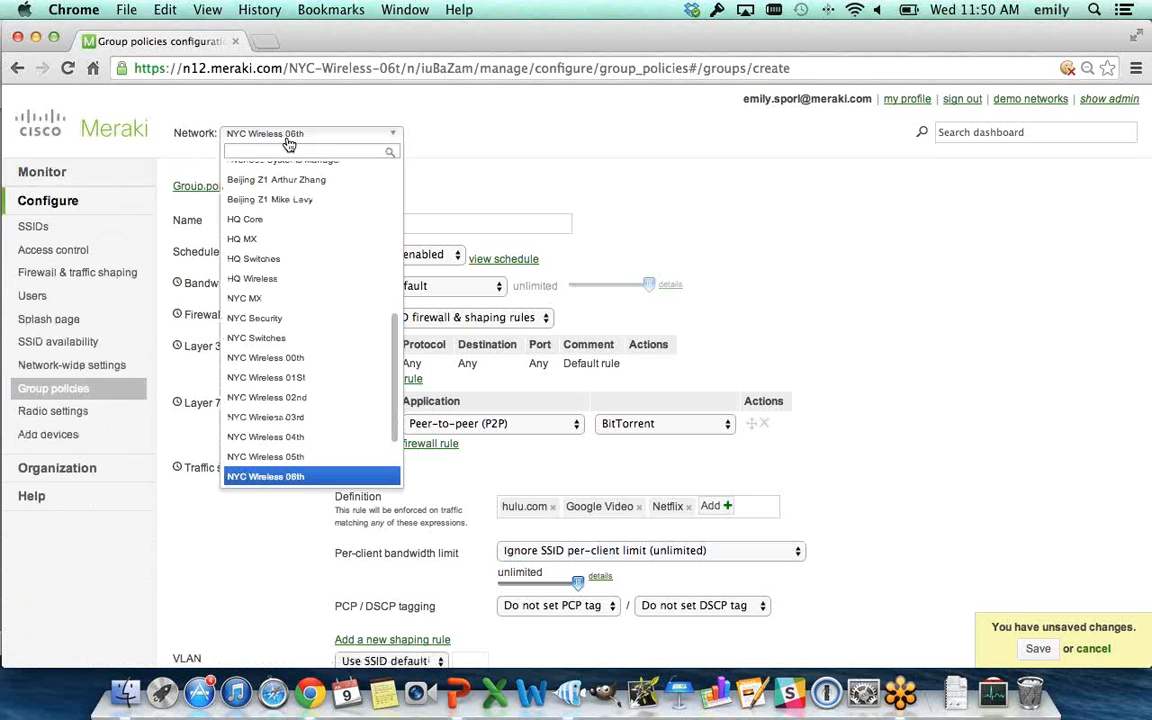 Chrome File Edit View History Bookmarks Window Help Wed 11:50 AM emily
Group policies configurati
https://n12.meraki.com/NYC-Wireless-06t/n/iuBaZam/manage/configure/group_policies#/groups/create
emily.sporl@meraki.com my profile sign out demo networks show admin
CISCO Meraki
Network: NYC Wireless 06th
Search dashboard
Beijing Z1 Arthur Zhang
Beijing Z1 Mike Levy
HQ Core
HQ MX
HQ Switches
HQ Wireless
NYC MX
NYC Security
NYC Switches
NYC Wireless 00th
NYC Wireless 01St
NYC Wireless 02nd
NYC Wireless 03rd
NYC Wireless 04th
NYC Wireless 05th
NYC Wireless 06th
Monitor
Configure
SSIDs
Access control
Firewall & traffic shaping
Users
Splash page
SSID availability
Network-wide settings
Group policies
Radio settings
Add devices
Organization
Help
Group.po
Name
Schedule enabled view schedule
Bandw fault unlimited details
Firewal D firewall & shaping rules
Layer 3 Protocol Destination Port Comment Actions
Any Any Any Default rule
rule
Layer 7 Application Actions
Peer-to-peer (P2P) BitTorrent
firewall rule
Traffic s
Definition
This rule will be enforced on traffic
matching any of these expressions.
hulu.com × Google Video × Netflix × Add +
Per-client bandwidth limit Ignore SSID per-client limit (unlimited)
unlimited details
PCP / DSCP tagging Do not set PCP tag / Do not set DSCP tag
Add a new shaping rule
VLAN Use SSID default
You have unsaved changes.
Save or cancel